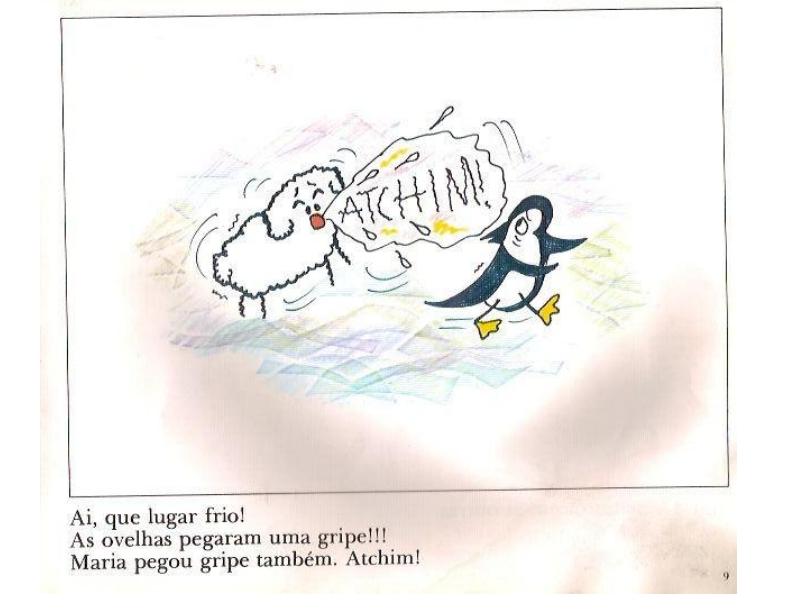 ATCHIM!
Ai, que lugar frio!
As ovelhas pegaram uma gripe!!!
Maria pegou gripe também. Atchim!
9